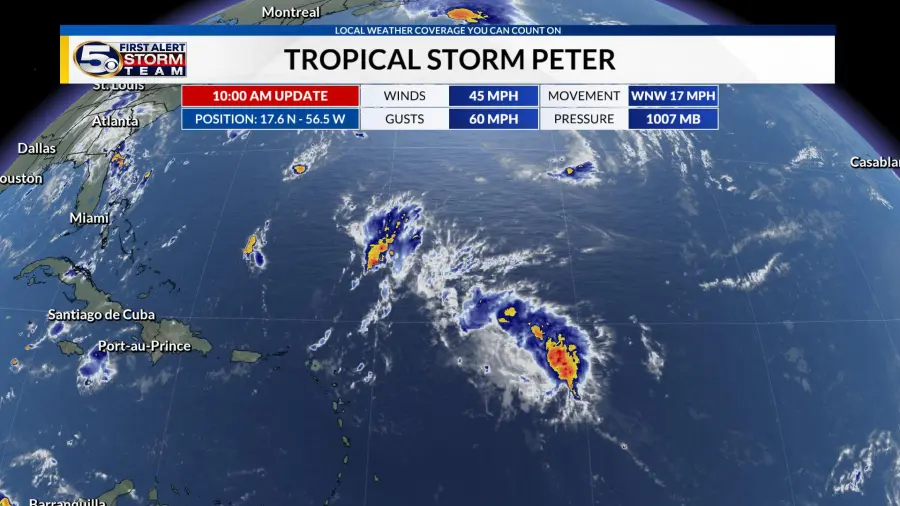 Montreal
LOCAL WEATHER COVERAGE YOU CAN COUNT ON
5 FIRST ALERT
STORM
TEAM
TROPICAL STORM PETER
St. Louis
10:00 AM UPDATE
WINDS
45 MPH
MOVEMENT
WNW 17 MPH
POSITION: 17.6 N - 56.5 W
GUSTS
60 MPH
PRESSURE
1007 MB
Atlanta
Dallas
Casablan
ouston
Miami
Santiago de Cuba
Port-au-Prince
Barranquilla